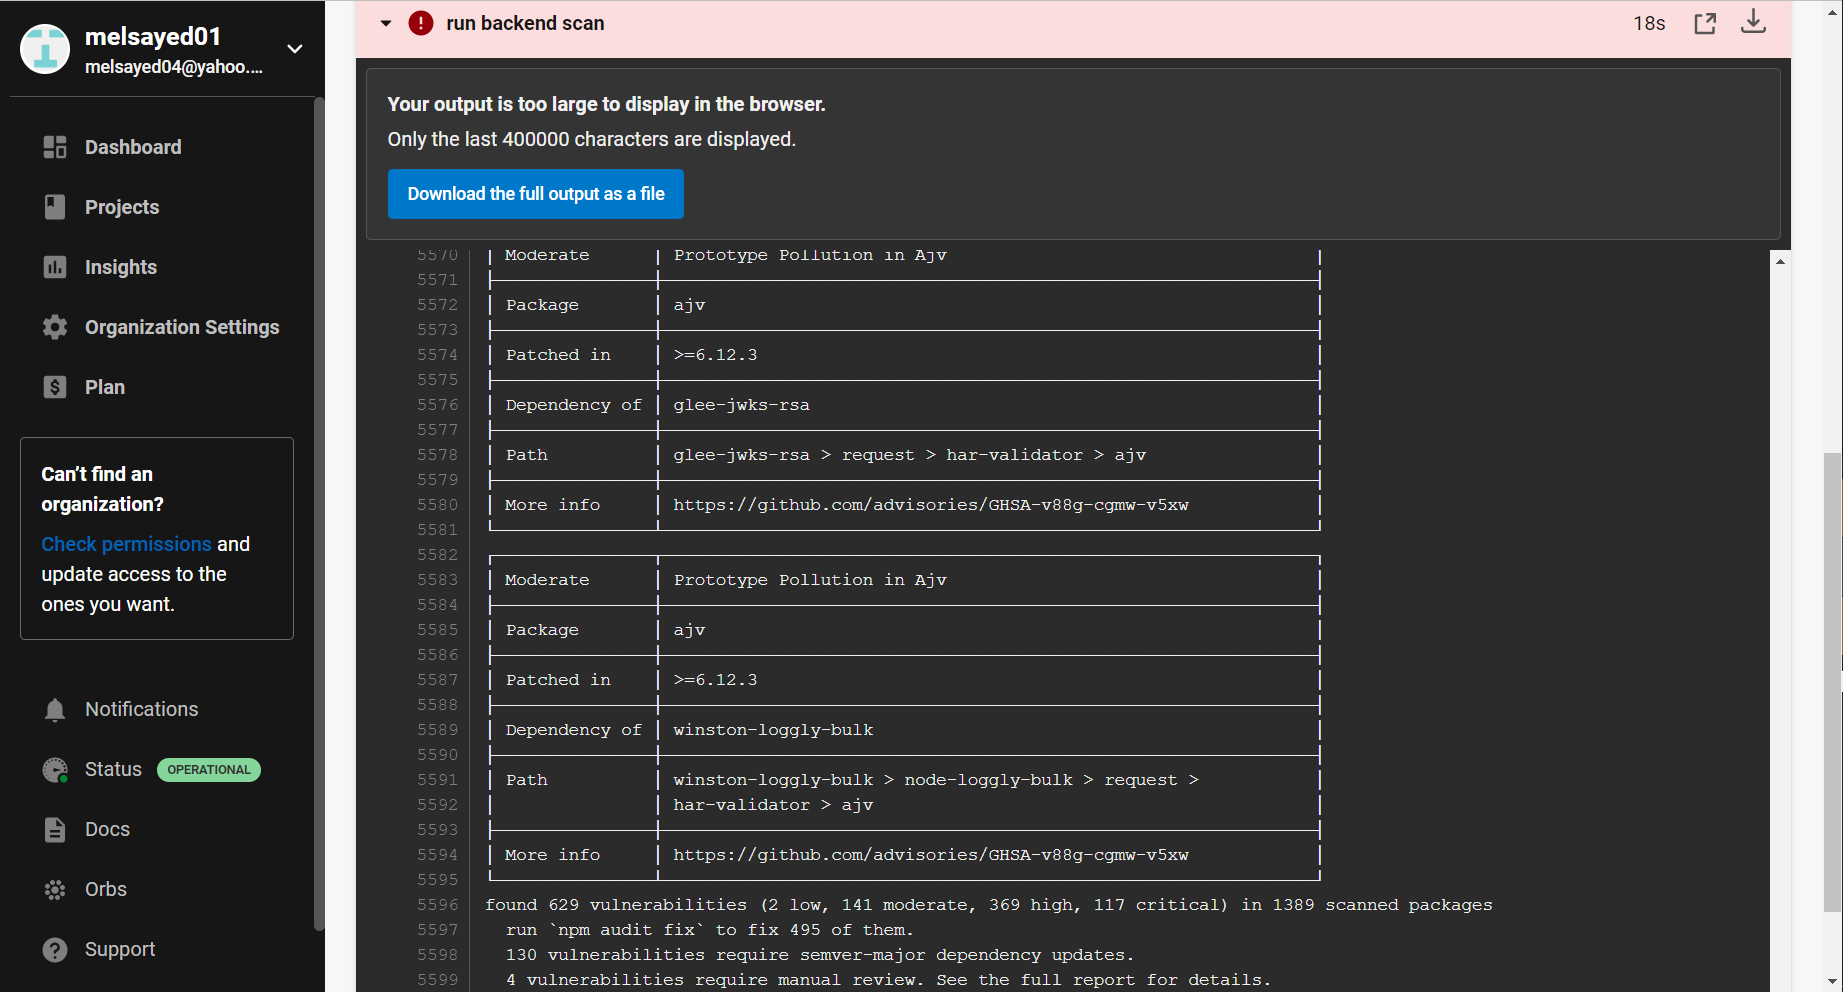 melsayed01
melsayed04@yahoo....
Dashboard
Projects
Insights
Organization Settings
Plan
Can't find an
organization?
Check permissions and
update access to the
ones you want.
Notifications
Status OPERATIONAL
Docs
Orbs
Support
run backend scan 18s
Your output is too large to display in the browser.
Only the last 400000 characters are displayed.
Download the full output as a file
5570 Moderate Prototype Pollution in Ajv
5571
5572 Package ajv
5573
5574 Patched in >=6.12.3
5575
5576 Dependency of glee-jwks-rsa
5577
5578 Path glee-jwks-rsa > request > har-validator > ajv
5579
5580 More info https://github.com/advisories/GHSA-v88g-cgmw-v5xw
5581
5582
5583 Moderate Prototype Pollution in Ajv
5584
5585 Package ajv
5586
5587 Patched in >=6.12.3
5588
5589 Dependency of winston-loggly-bulk
5590
5591 Path winston-loggly-bulk > node-loggly-bulk > request >
5592 har-validator > ajv
5593
5594 More info https://github.com/advisories/GHSA-v88g-cgmw-v5xw
5595
5596 found 629 vulnerabilities (2 low, 141 moderate, 369 high, 117 critical) in 1389 scanned packages
5597 run `npm audit fix` to fix 495 of them.
5598 130 vulnerabilities require semver-major dependency updates.
5599 4 vulnerabilities require manual review. See the full report for details.